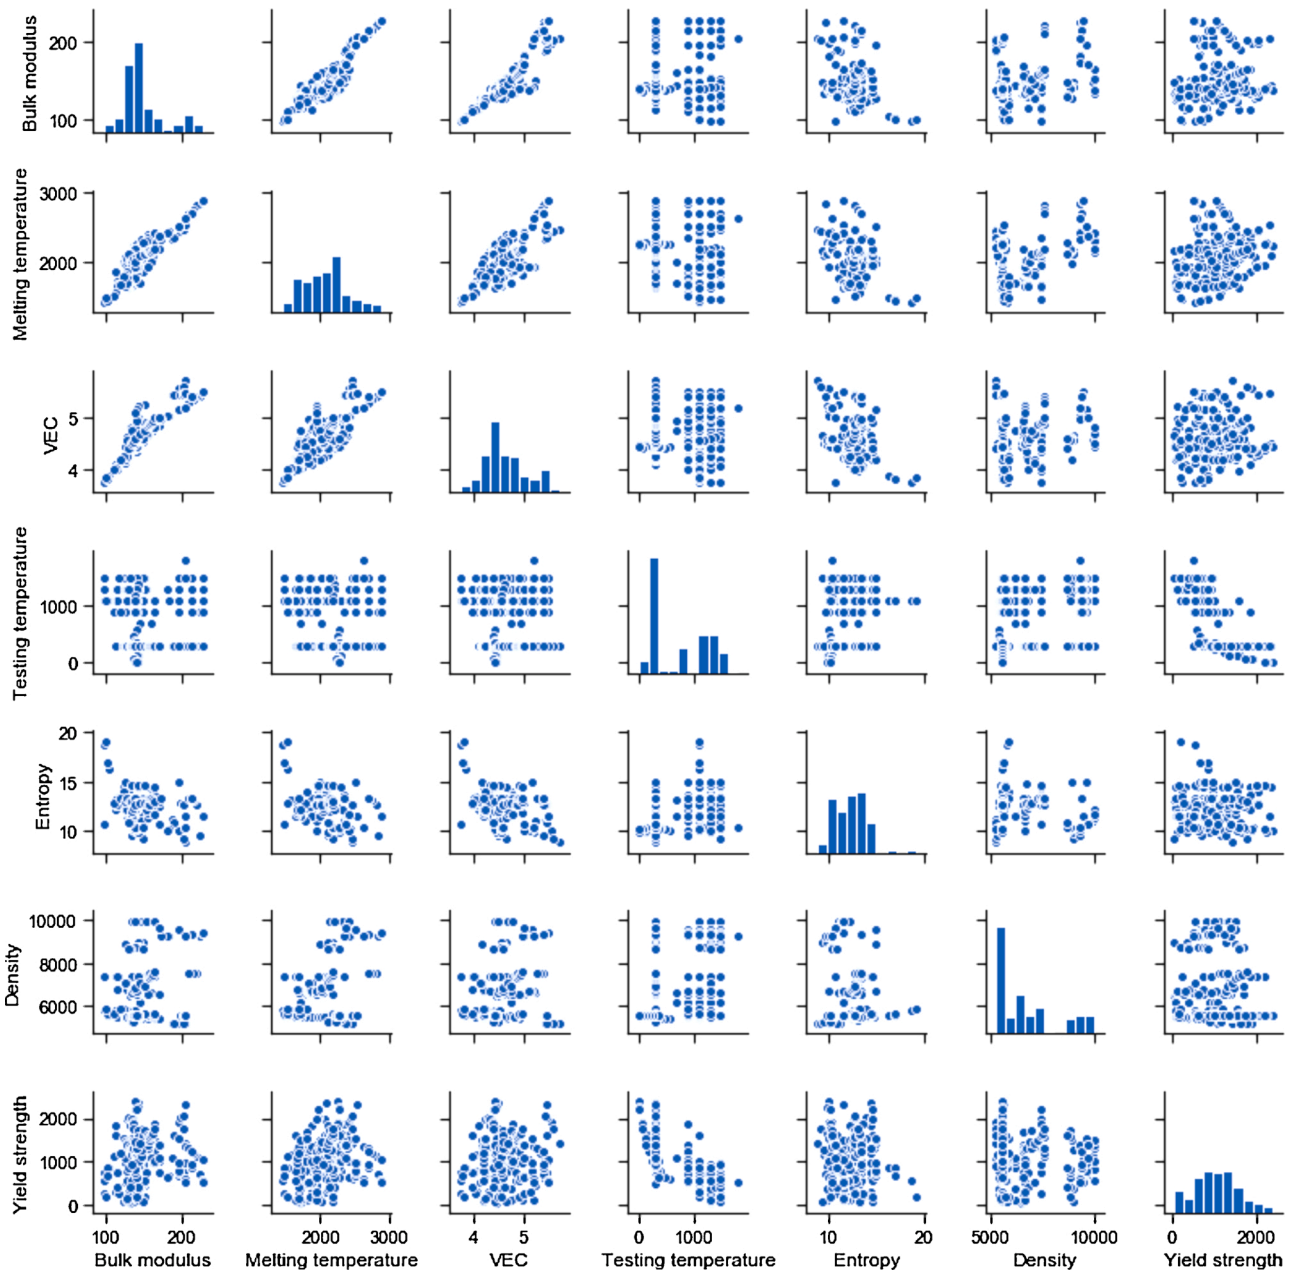 Bulk modulus
200
100
Melting temperature
3000
2000
VEC
5
4
Testing temperature
1000
0
Entropy
20
15
10
Density
10000
8000
6000
Yield strength
2000
1000
0
100 200 2000 3000 4 5 0 1000 10 20 5000 10000 0 2000
Bulk modulus Melting temperature VEC Testing temperature Entropy Density Yield strength